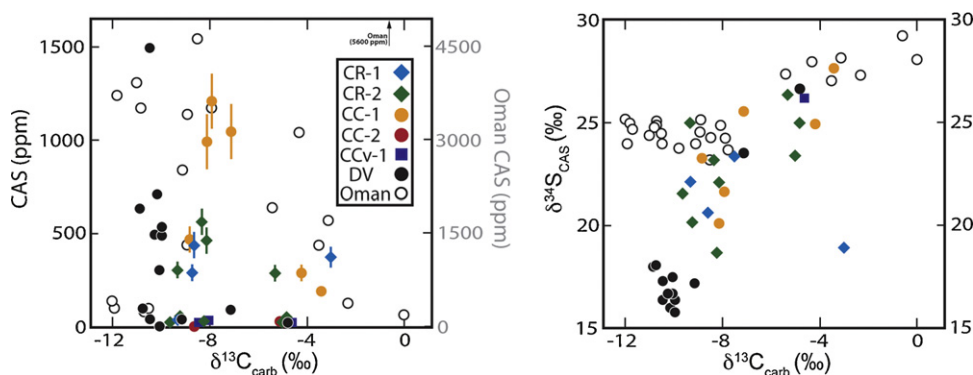 CAS (ppm)
1500
1000
500
0
-12
-8
-4
0
δ¹³Ccarb (‰)
Oman
(5600 ppm)
CR-1
CR-2
CC-1
CC-2
CCv-1
DV
Oman
4500
3000
1500
0
Oman CAS (ppm)
δ³⁴SCAS (‰)
30
25
20
15
-12
-8
-4
0
δ¹³Ccarb (‰)
30
25
20
15